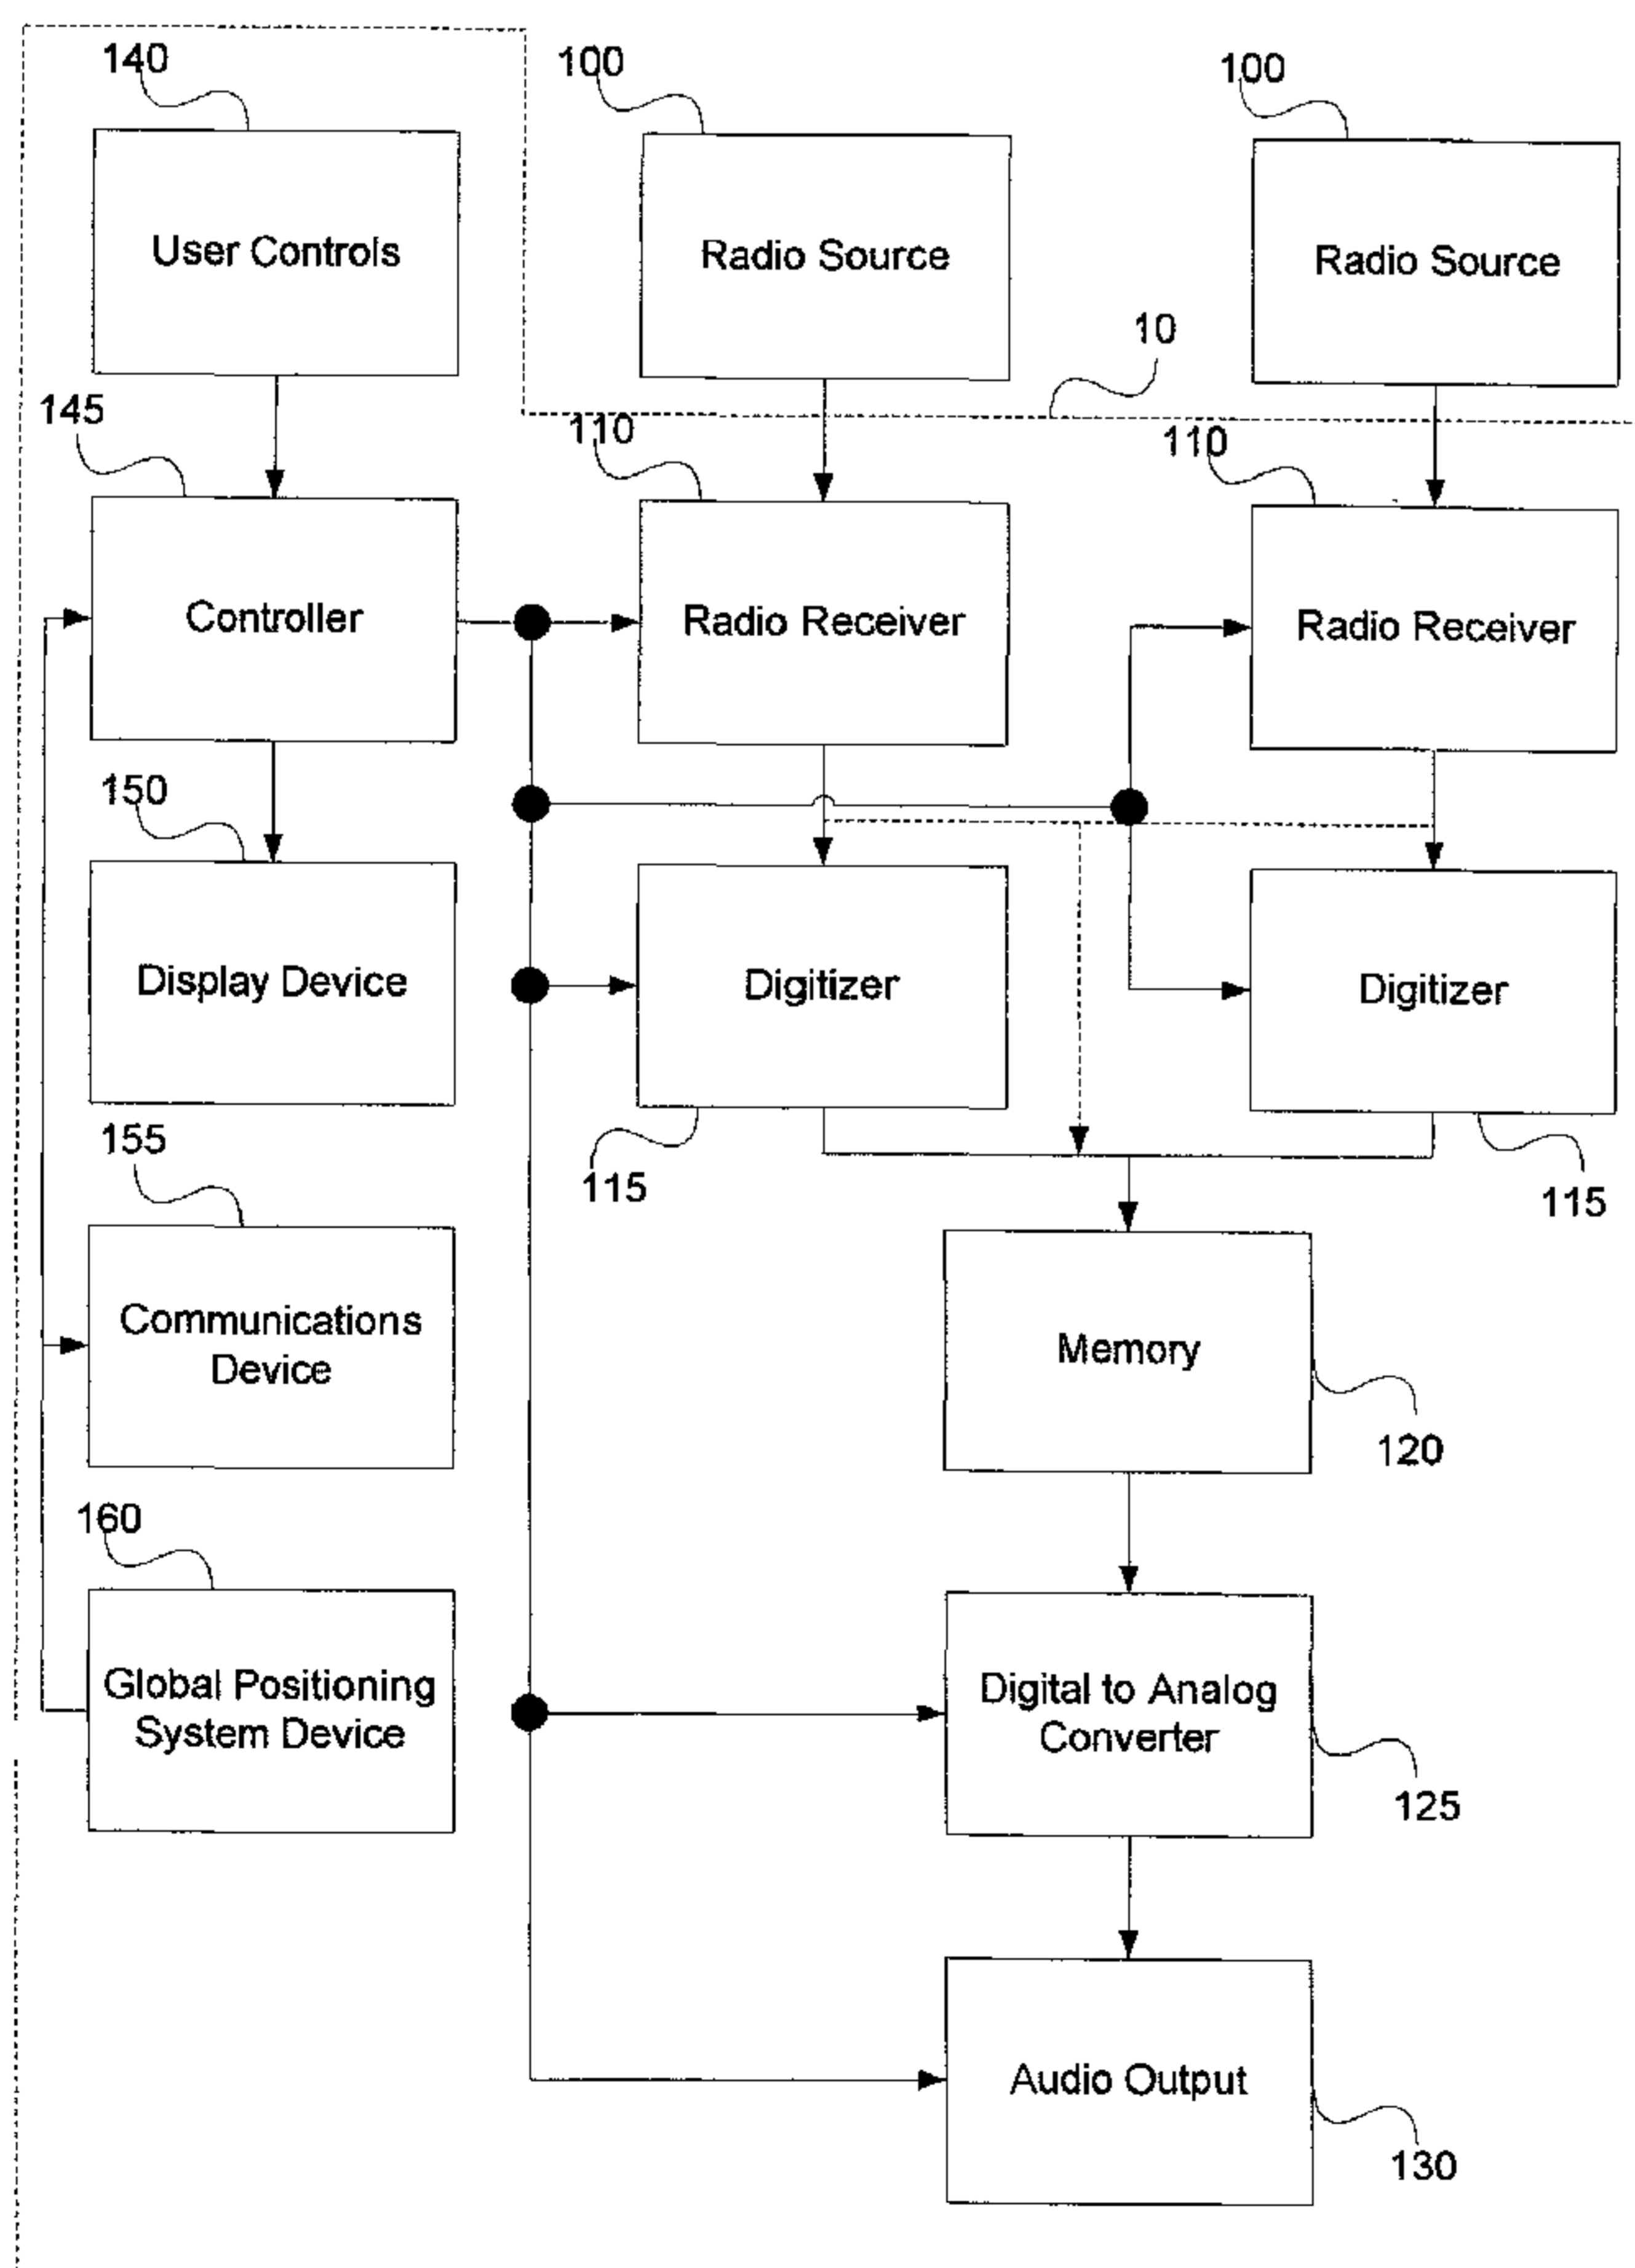 140
100
100
User Controls
Radio Source
Radio Source
10
145
110
110
Controller
Radio Receiver
Radio Receiver
150
Display Device
Digitizer
Digitizer
155
115
115
Communications
Device
Memory
120
160
Global Positioning
System Device
Digital to Analog
Converter
125
Audio Output
130